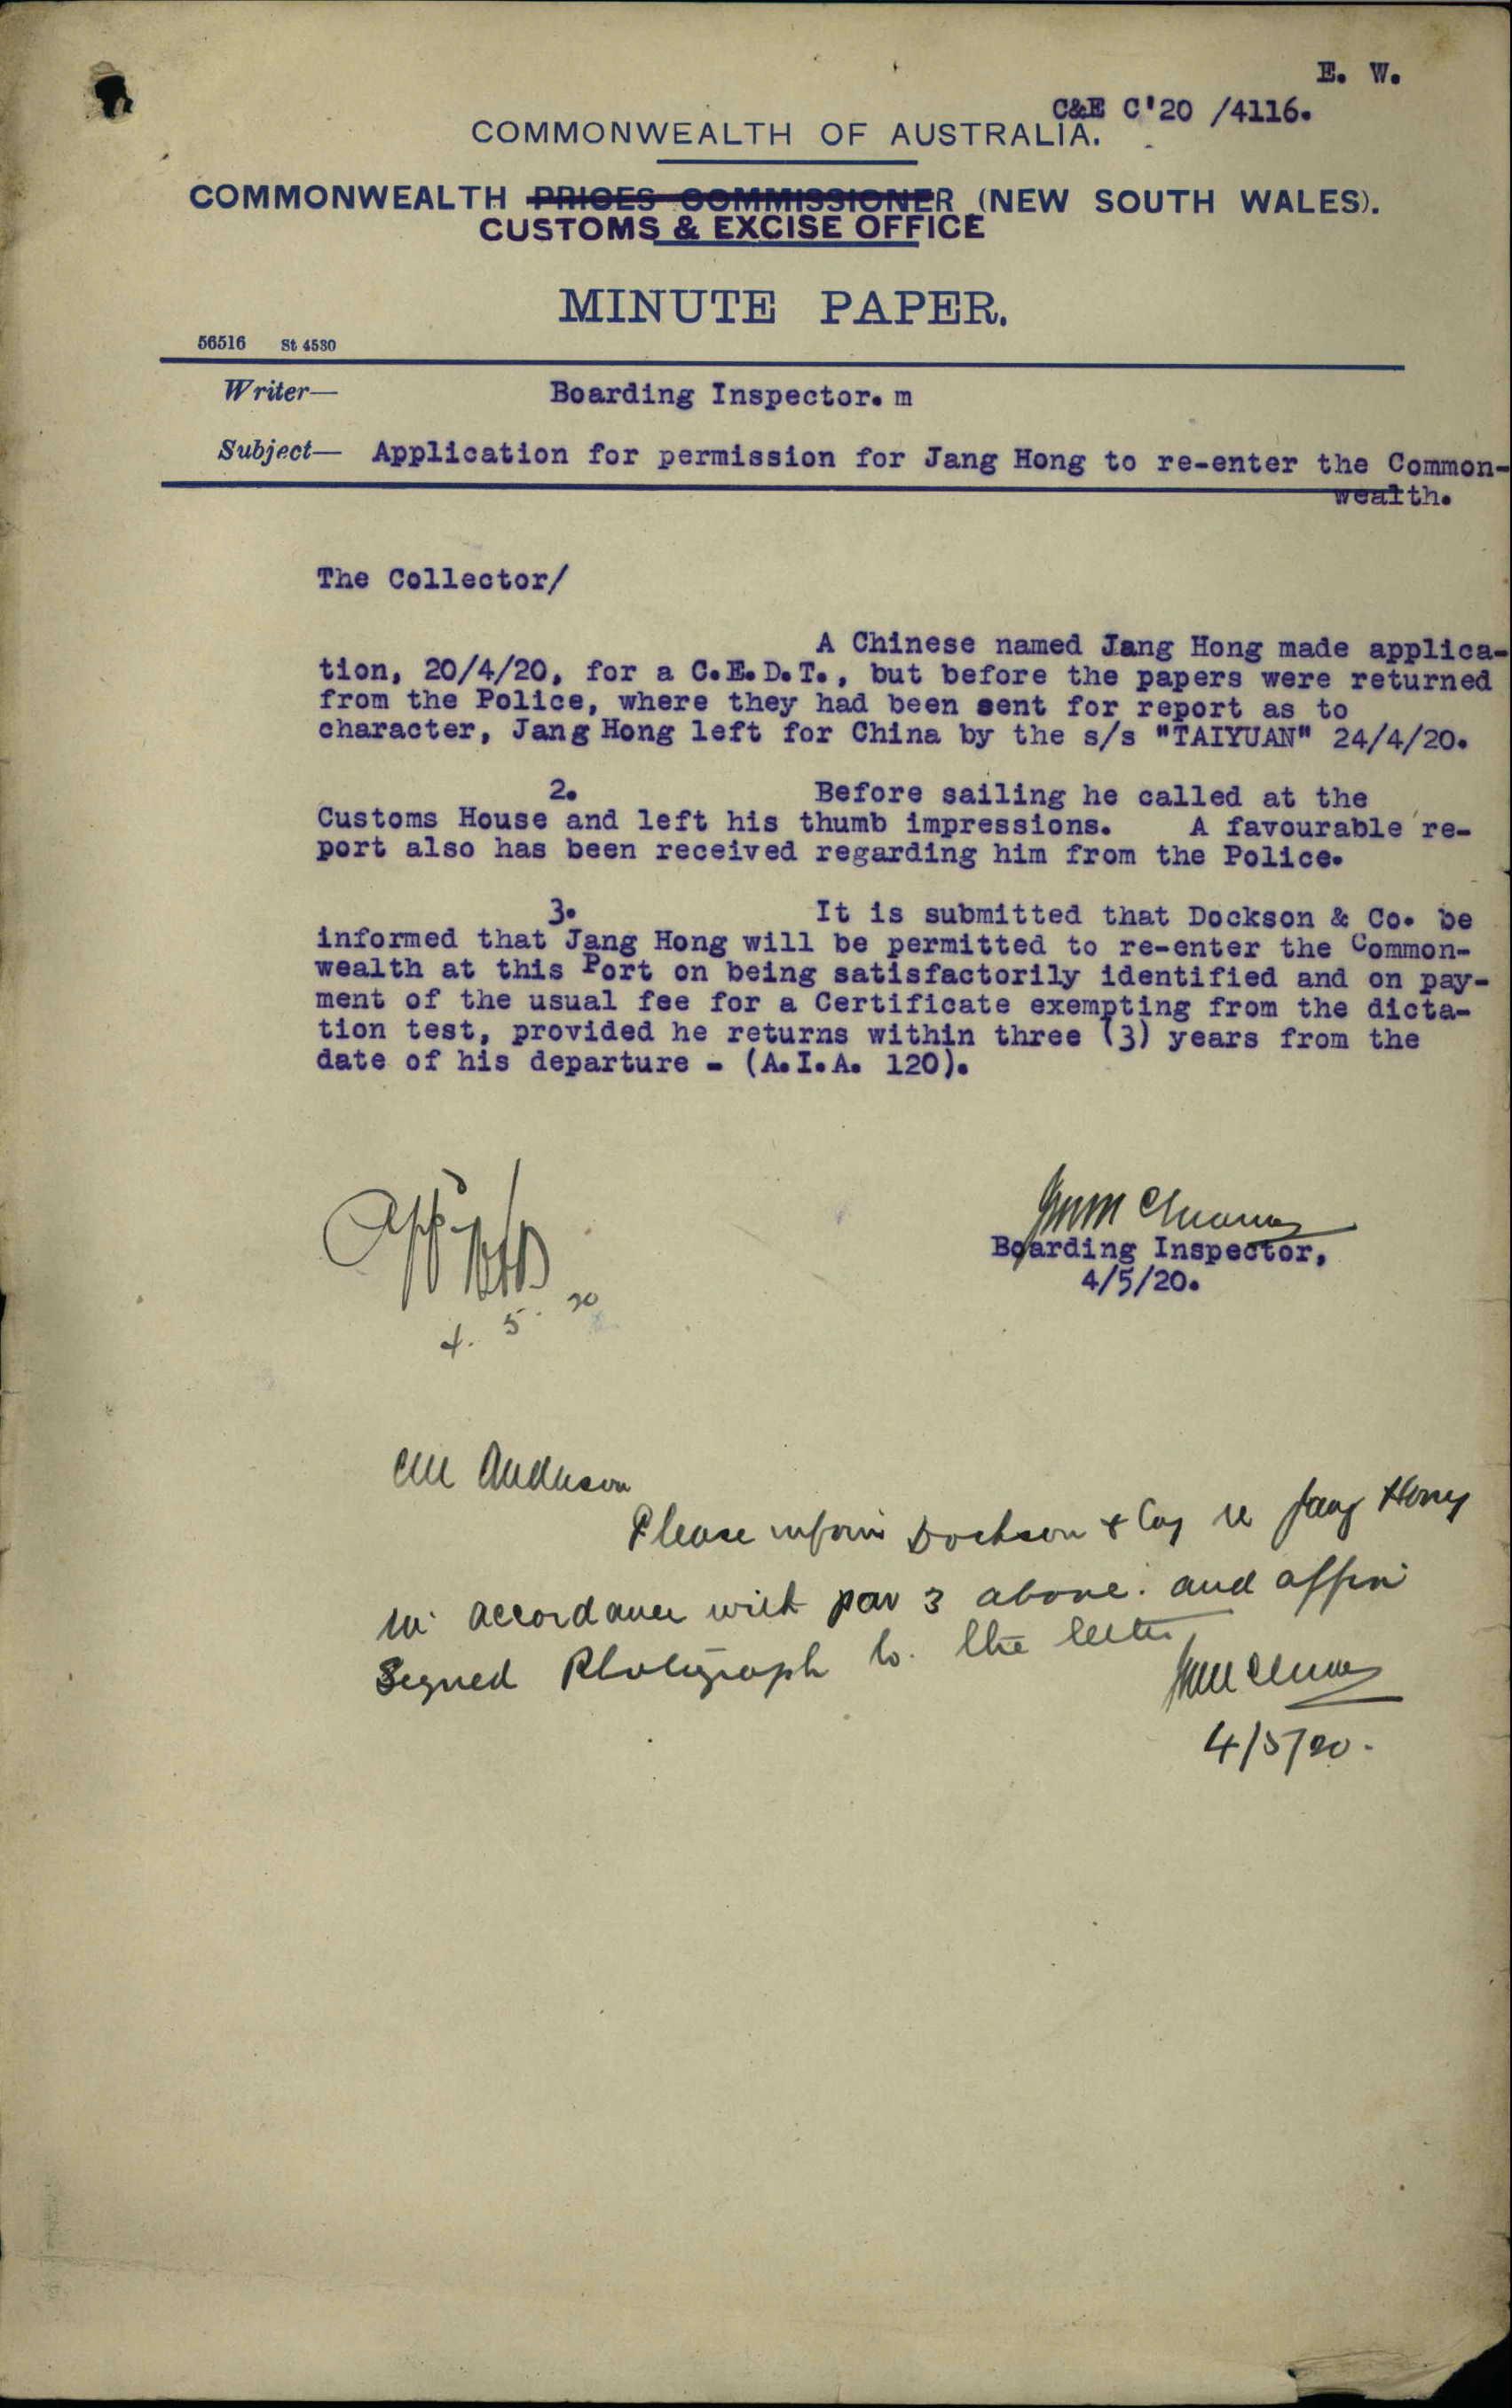 E. W.
C&E C'20 /4116.
COMMONWEALTH OF AUSTRALIA.
COMMONWEALTH PRICES COMMISSIONER (NEW SOUTH WALES).
CUSTOMS & EXCISE OFFICE
MINUTE PAPER.
56516 St 4530
Writer— Boarding Inspector. m
Subject— Application for permission for Jang Hong to re-enter the Common-
wealth.
The Collector/
A Chinese named Jang Hong made applica-
tion, 20/4/20, for a C.E.D.T., but before the papers were returned
from the Police, where they had been sent for report as to
character, Jang Hong left for China by the s/s "TAIYUAN" 24/4/20.
2. Before sailing he called at the
Customs House and left his thumb impressions. A favourable re-
port also has been received regarding him from the Police.
3. It is submitted that Dockson & Co. be
informed that Jang Hong will be permitted to re-enter the Common-
wealth at this Port on being satisfactorily identified and on pay-
ment of the usual fee for a Certificate exempting from the dicta-
tion test, provided he returns within three (3) years from the
date of his departure - (A.I.A. 120).
Boarding Inspector,
4/5/20.
4. 5. 20
Anderson
Please inform Dockson & Coy re Jang Hong
in accordance with par 3 above. and affix
Signed Photograph to. the letter
4/5/20.